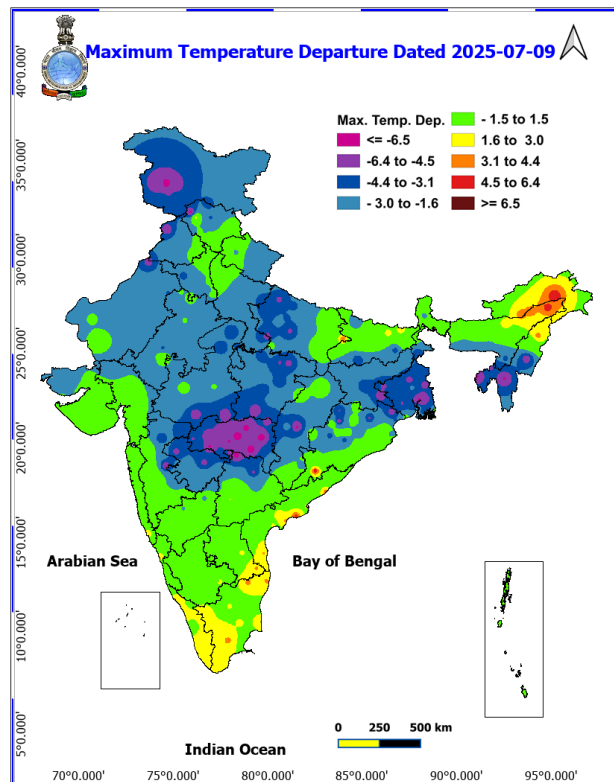 Maximum Temperature Departure Dated 2025-07-09
Max. Temp. Dep.
<= -6.5
-6.4 to -4.5
-4.4 to -3.1
- 3.0 to -1.6
- 1.5 to 1.5
1.6 to 3.0
3.1 to 4.4
4.5 to 6.4
>= 6.5
40°0.000'
35°0.000'
30°0.000'
25°0.000'
20°0.000'
15°0.000'
10°0.000'
5°0.000'
Arabian Sea
Bay of Bengal
Indian Ocean
0 250 500 km
70°0.000' 75°0.000' 80°0.000' 85°0.000' 90°0.000' 95°0.000'